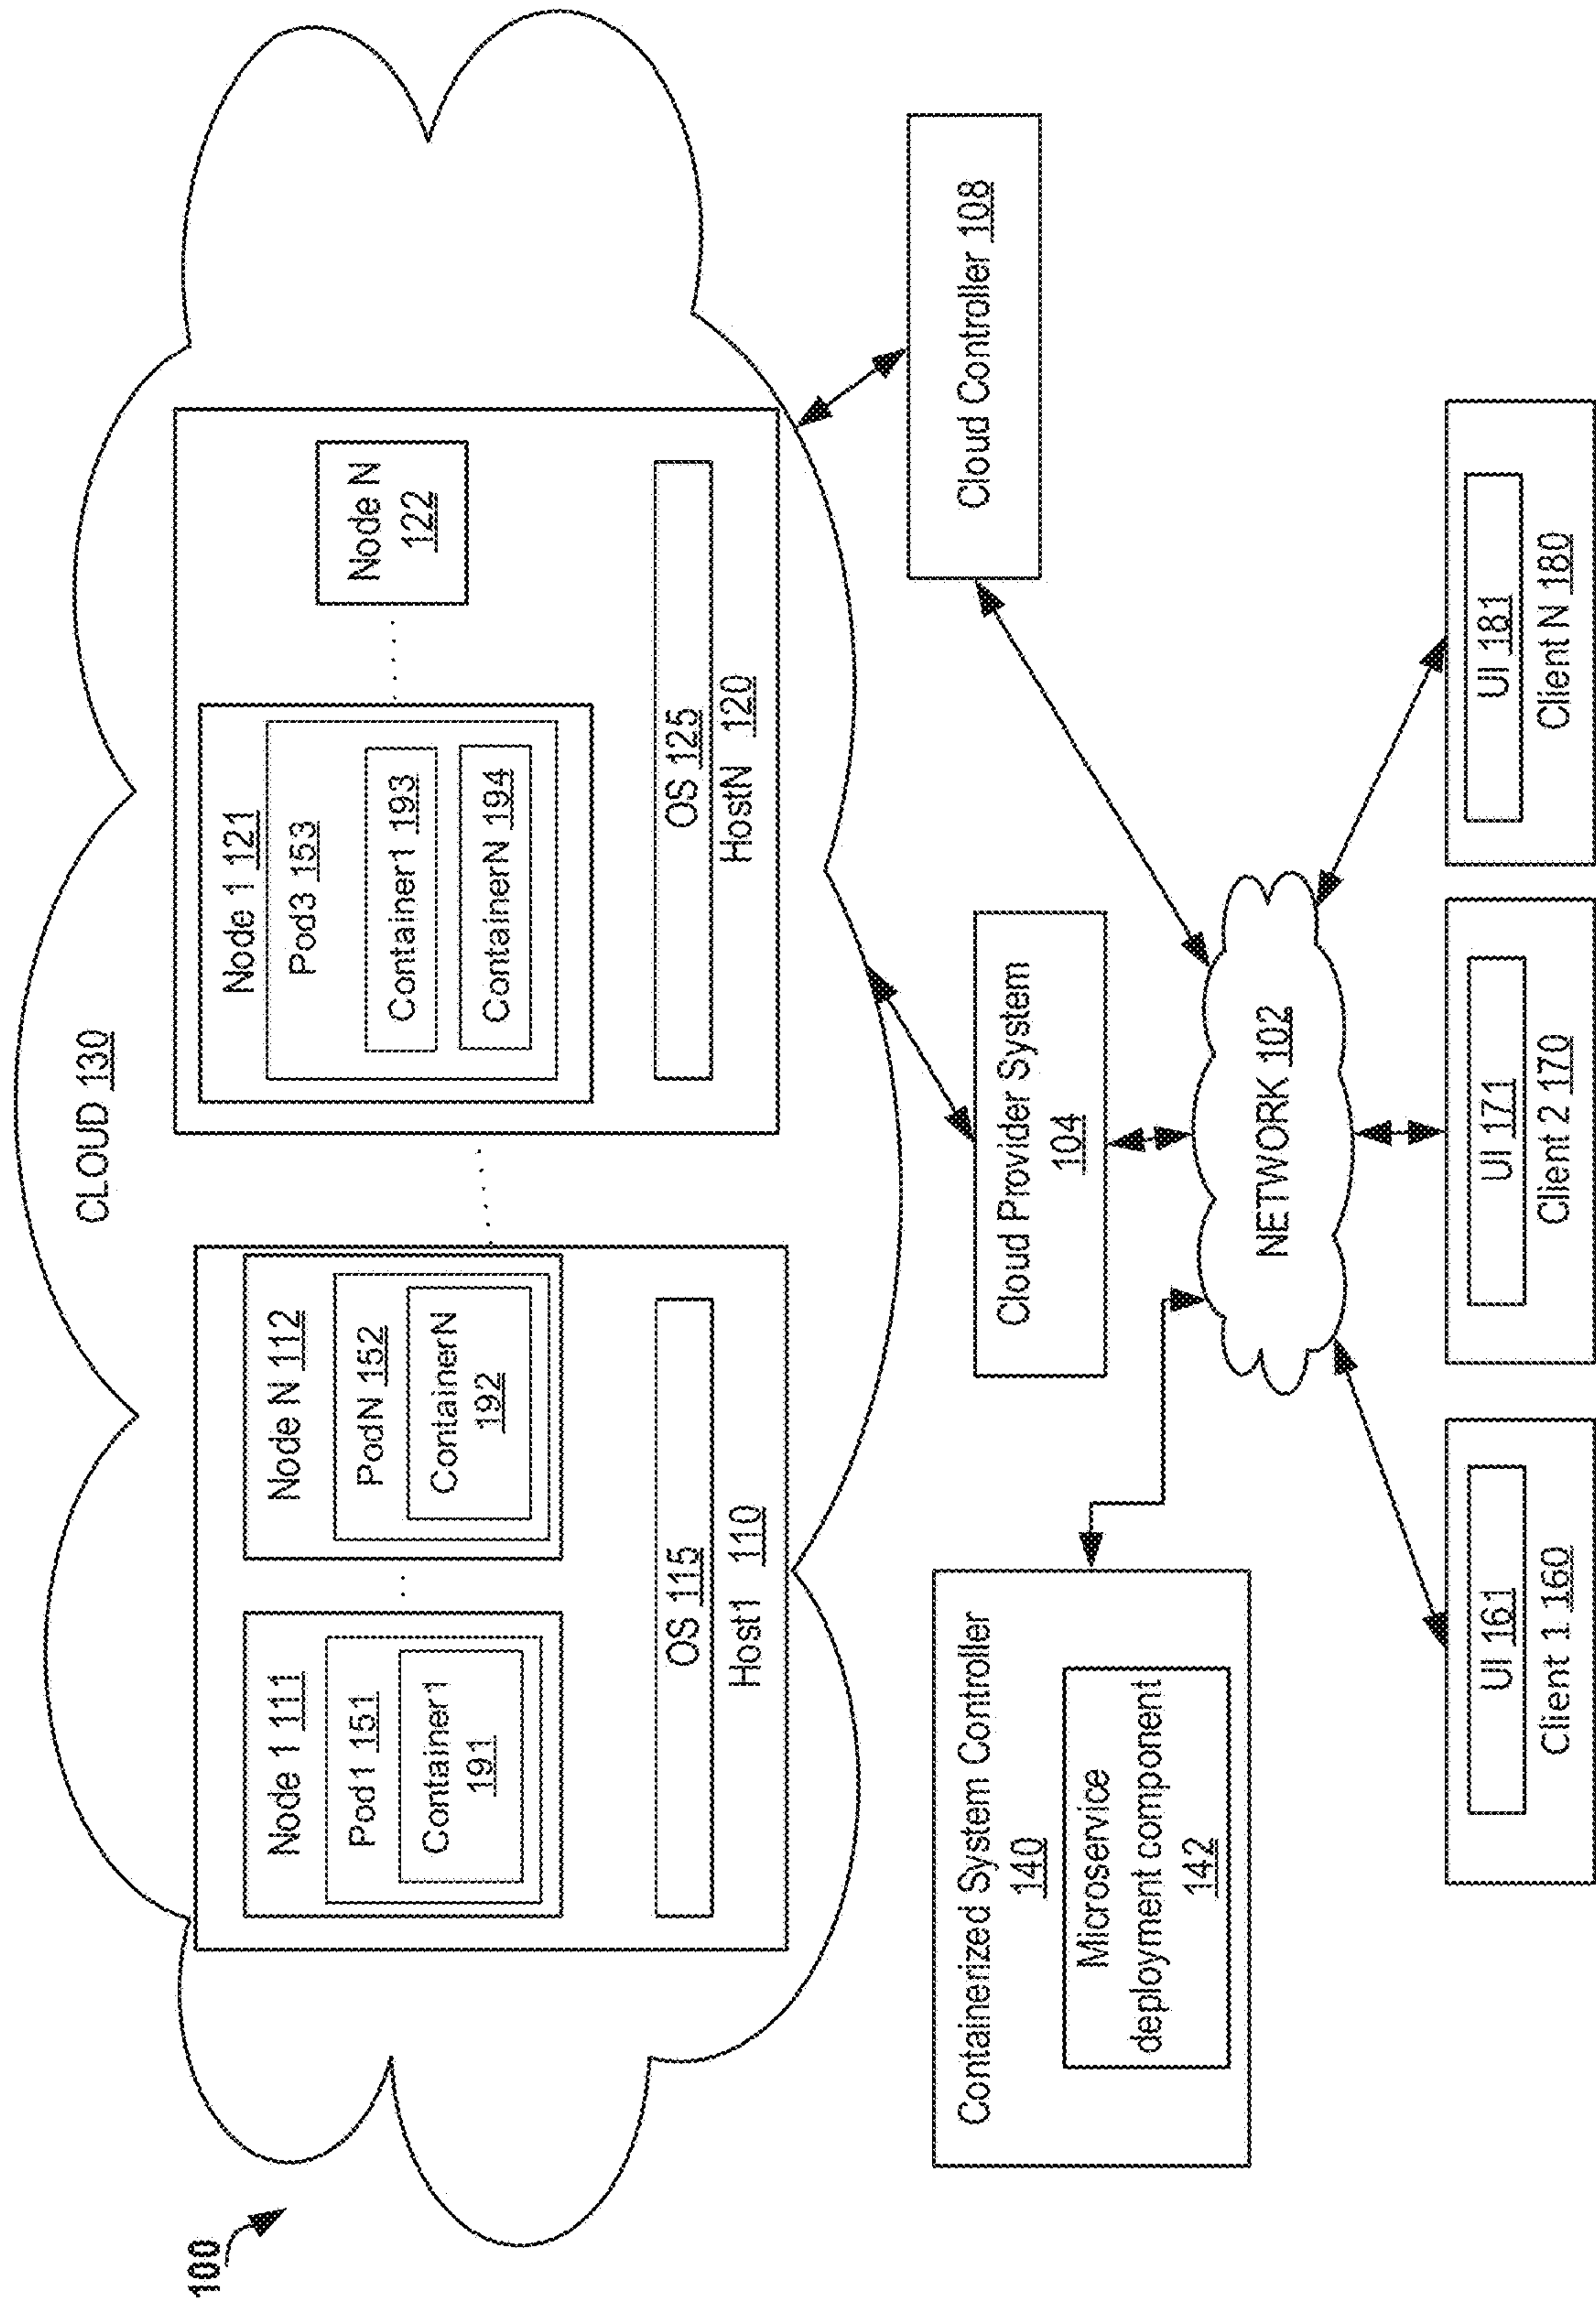 100
CLOUD 130
Node 1 111
Pod1 151
Container1
191
Node N 112
PodN 152
ContainerN
192
OS 115
Host1 110
Node 1 121
Pod3 153
Container1 193
ContainerN 194
Node N
122
OS 125
HostN 120
Containerized System Controller
140
Microservice
deployment component
142
Cloud Provider System
104
Cloud Controller 108
NETWORK 102
UI 161
Client 1 160
UI 171
Client 2 170
UI 181
Client N 180